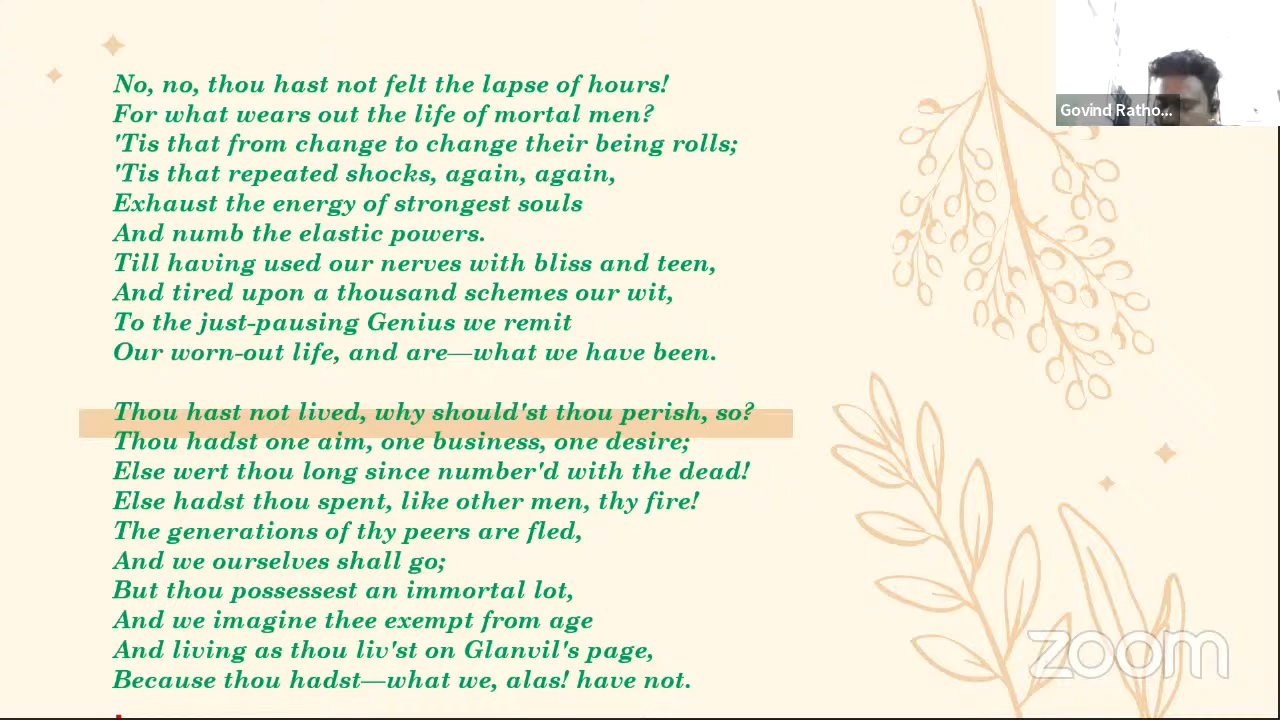 No, no, thou hast not felt the lapse of hours!
For what wears out the life of mortal men?
'Tis that from change to change their being rolls;
'Tis that repeated shocks, again, again,
Exhaust the energy of strongest souls
And numb the elastic powers.
Till having used our nerves with bliss and teen,
And tired upon a thousand schemes our wit,
To the just-pausing Genius we remit
Our worn-out life, and are—what we have been.
Thou hast not lived, why should'st thou perish, so?
Thou hadst one aim, one business, one desire;
Else wert thou long since number'd with the dead!
Else hadst thou spent, like other men, thy fire!
The generations of thy peers are fled,
And we ourselves shall go;
But thou possessest an immortal lot,
And we imagine thee exempt from age
And living as thou liv'st on Glanvil's page,
Because thou hadst—what we, alas! have not.
Govind Ratho...
zoom